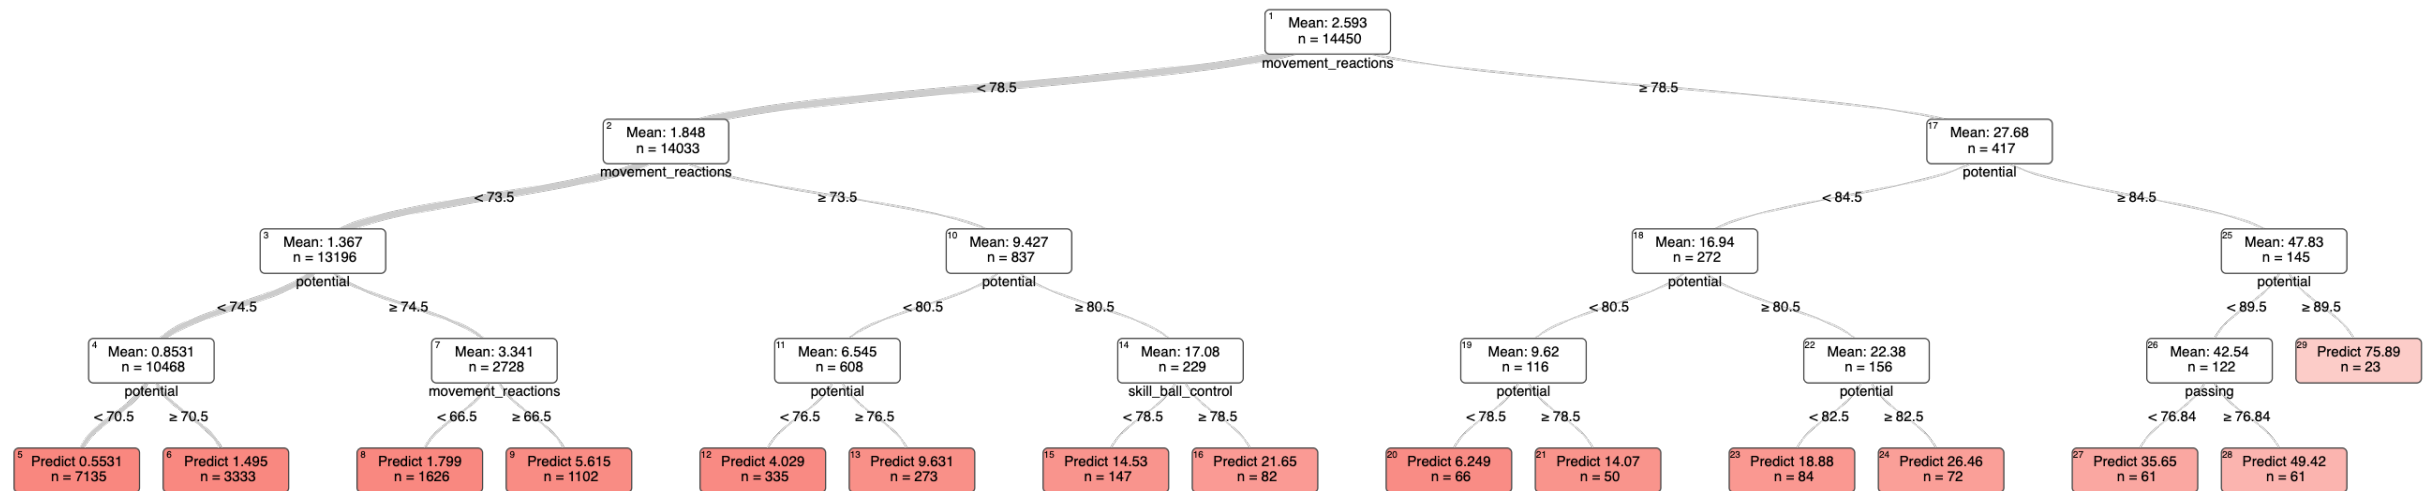 1
Mean: 2.593
n = 14450
movement_reactions
< 78.5
≥ 78.5
2
Mean: 1.848
n = 14033
movement_reactions
17
Mean: 27.68
n = 417
potential
< 73.5
≥ 73.5
< 84.5
≥ 84.5
3
Mean: 1.367
n = 13196
potential
10
Mean: 9.427
n = 837
potential
18
Mean: 16.94
n = 272
potential
25
Mean: 47.83
n = 145
potential
< 74.5
≥ 74.5
< 80.5
≥ 80.5
< 80.5
≥ 80.5
< 89.5
≥ 89.5
4
Mean: 0.8531
n = 10468
potential
7
Mean: 3.341
n = 2728
movement_reactions
11
Mean: 6.545
n = 608
potential
14
Mean: 17.08
n = 229
skill_ball_control
19
Mean: 9.62
n = 116
potential
22
Mean: 22.38
n = 156
potential
26
Mean: 42.54
n = 122
passing
29
Predict 75.89
n = 23
< 70.5
≥ 70.5
< 66.5
≥ 66.5
< 76.5
≥ 76.5
< 78.5
≥ 78.5
< 78.5
≥ 78.5
< 82.5
≥ 82.5
< 76.84
≥ 76.84
5
Predict 0.5531
n = 7135
6
Predict 1.495
n = 3333
8
Predict 1.799
n = 1626
9
Predict 5.615
n = 1102
12
Predict 4.029
n = 335
13
Predict 9.631
n = 273
15
Predict 14.53
n = 147
16
Predict 21.65
n = 82
20
Predict 6.249
n = 66
21
Predict 14.07
n = 50
23
Predict 18.88
n = 84
24
Predict 26.46
n = 72
27
Predict 35.65
n = 61
28
Predict 49.42
n = 61